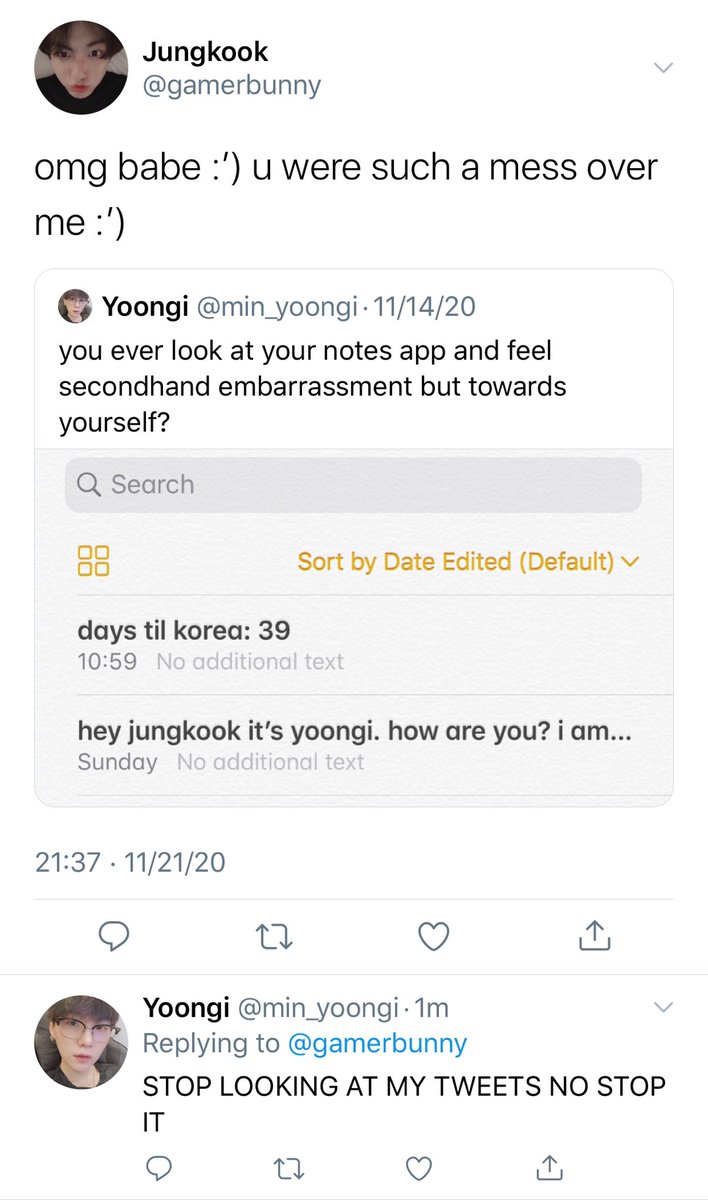 Jungkook
@gamerbunny
omg babe :’) u were such a mess over
me :’)
Yoongi @min_yoongi · 11/14/20
you ever look at your notes app and feel
secondhand embarrassment but towards
yourself?
Search
Sort by Date Edited (Default)
days til korea: 39
10:59 No additional text
hey jungkook it’s yoongi. how are you? i am...
Sunday No additional text
21:37 · 11/21/20
Yoongi @min_yoongi · 1m
Replying to @gamerbunny
STOP LOOKING AT MY TWEETS NO STOP
IT